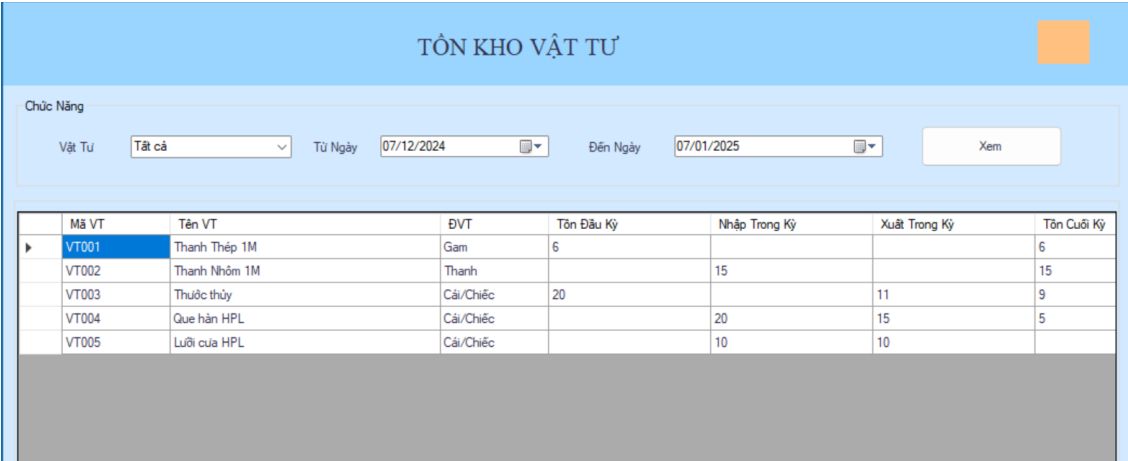 TỒN KHO VẬT TƯ
Chức Năng
Vật Tư Tất cả Từ Ngày 07/12/2024 Đến Ngày 07/01/2025 Xem
Mã VT Tên VT ĐVT Tồn Đầu Kỳ Nhập Trong Kỳ Xuất Trong Kỳ Tồn Cuối Kỳ
VT001 Thanh Thép 1M Gam 6 6
VT002 Thanh Nhôm 1M Thanh 15 15
VT003 Thước thủy Cái/Chiếc 20 11 9
VT004 Que hàn HPL Cái/Chiếc 20 15 5
VT005 Lưỡi cưa HPL Cái/Chiếc 10 10